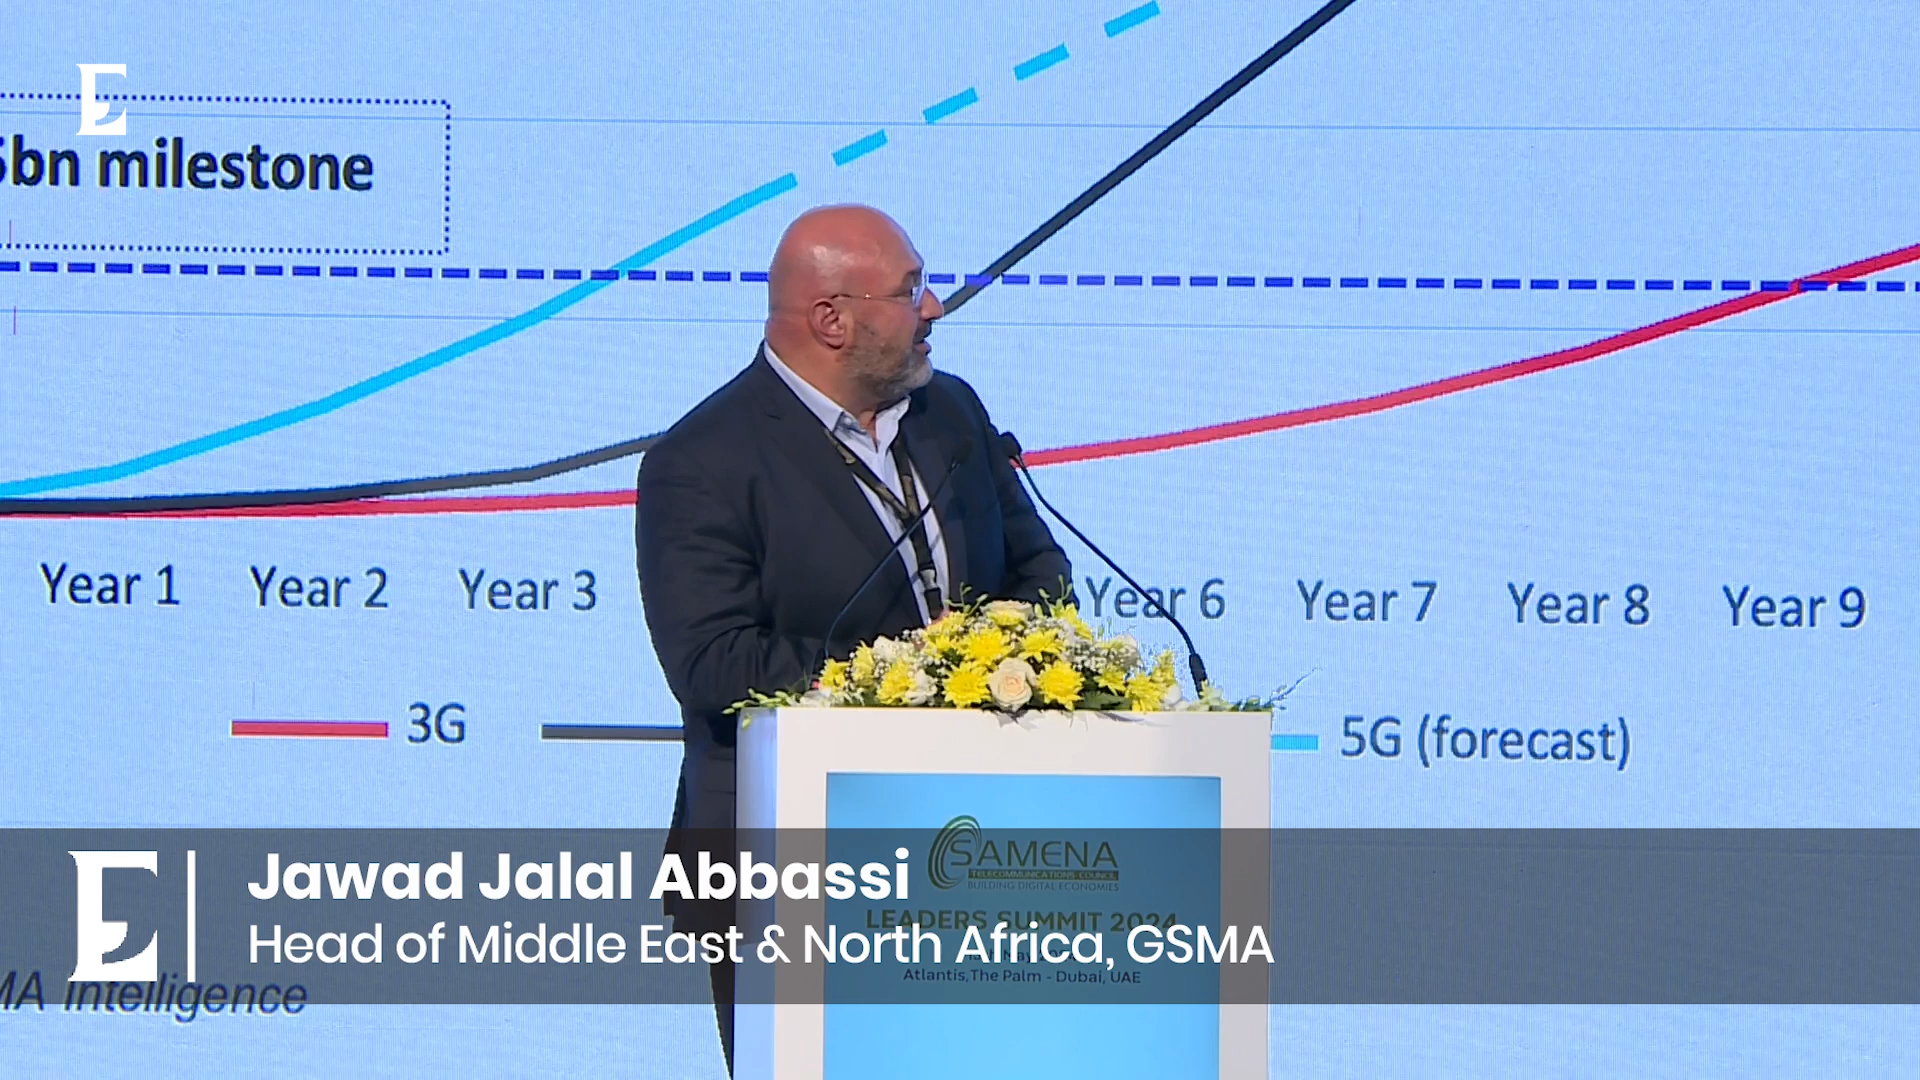 bn milestone
Year 1 Year 2 Year 3 Year 6 Year 7 Year 8 Year 9
3G
5G (forecast)
SAMENA
TELECOMMUNICATIONS COUNCIL
BUILDING DIGITAL ECONOMIES
Jawad Jalal Abbassi
LEADERS SUMMIT 2024
Head of Middle East & North Africa, GSMA
Atlantis, The Palm - Dubai, UAE
MA Intelligence